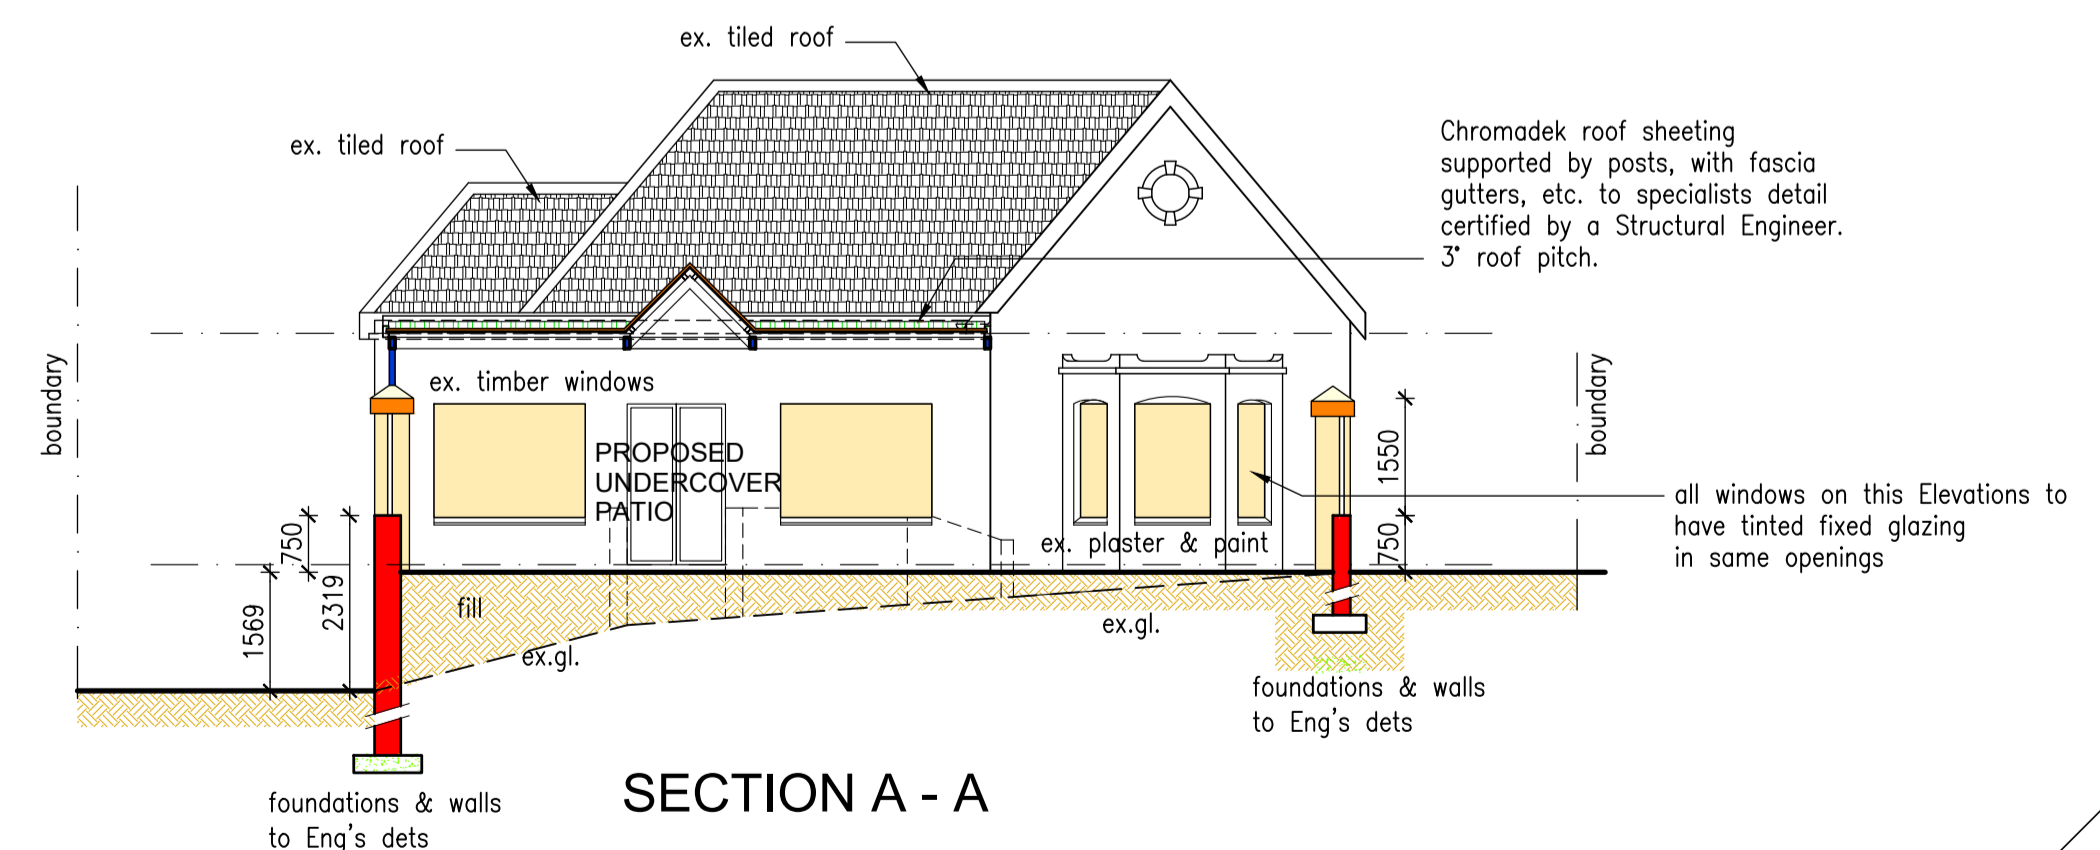 ex. tiled roof
ex. tiled roof
Chromadek roof sheeting
supported by posts, with fascia
gutters, etc. to specialists detail
certified by a Structural Engineer.
3° roof pitch.
boundary
boundary
ex. timber windows
PROPOSED
UNDERCOVER
PATIO
1550
750
all windows on this Elevations to
have tinted fixed glazing
in same openings
ex. plaster & paint
750
1569
2319
fill
ex.gl.
ex.gl.
foundations & walls
to Eng's dets
foundations & walls
to Eng's dets
SECTION A - A